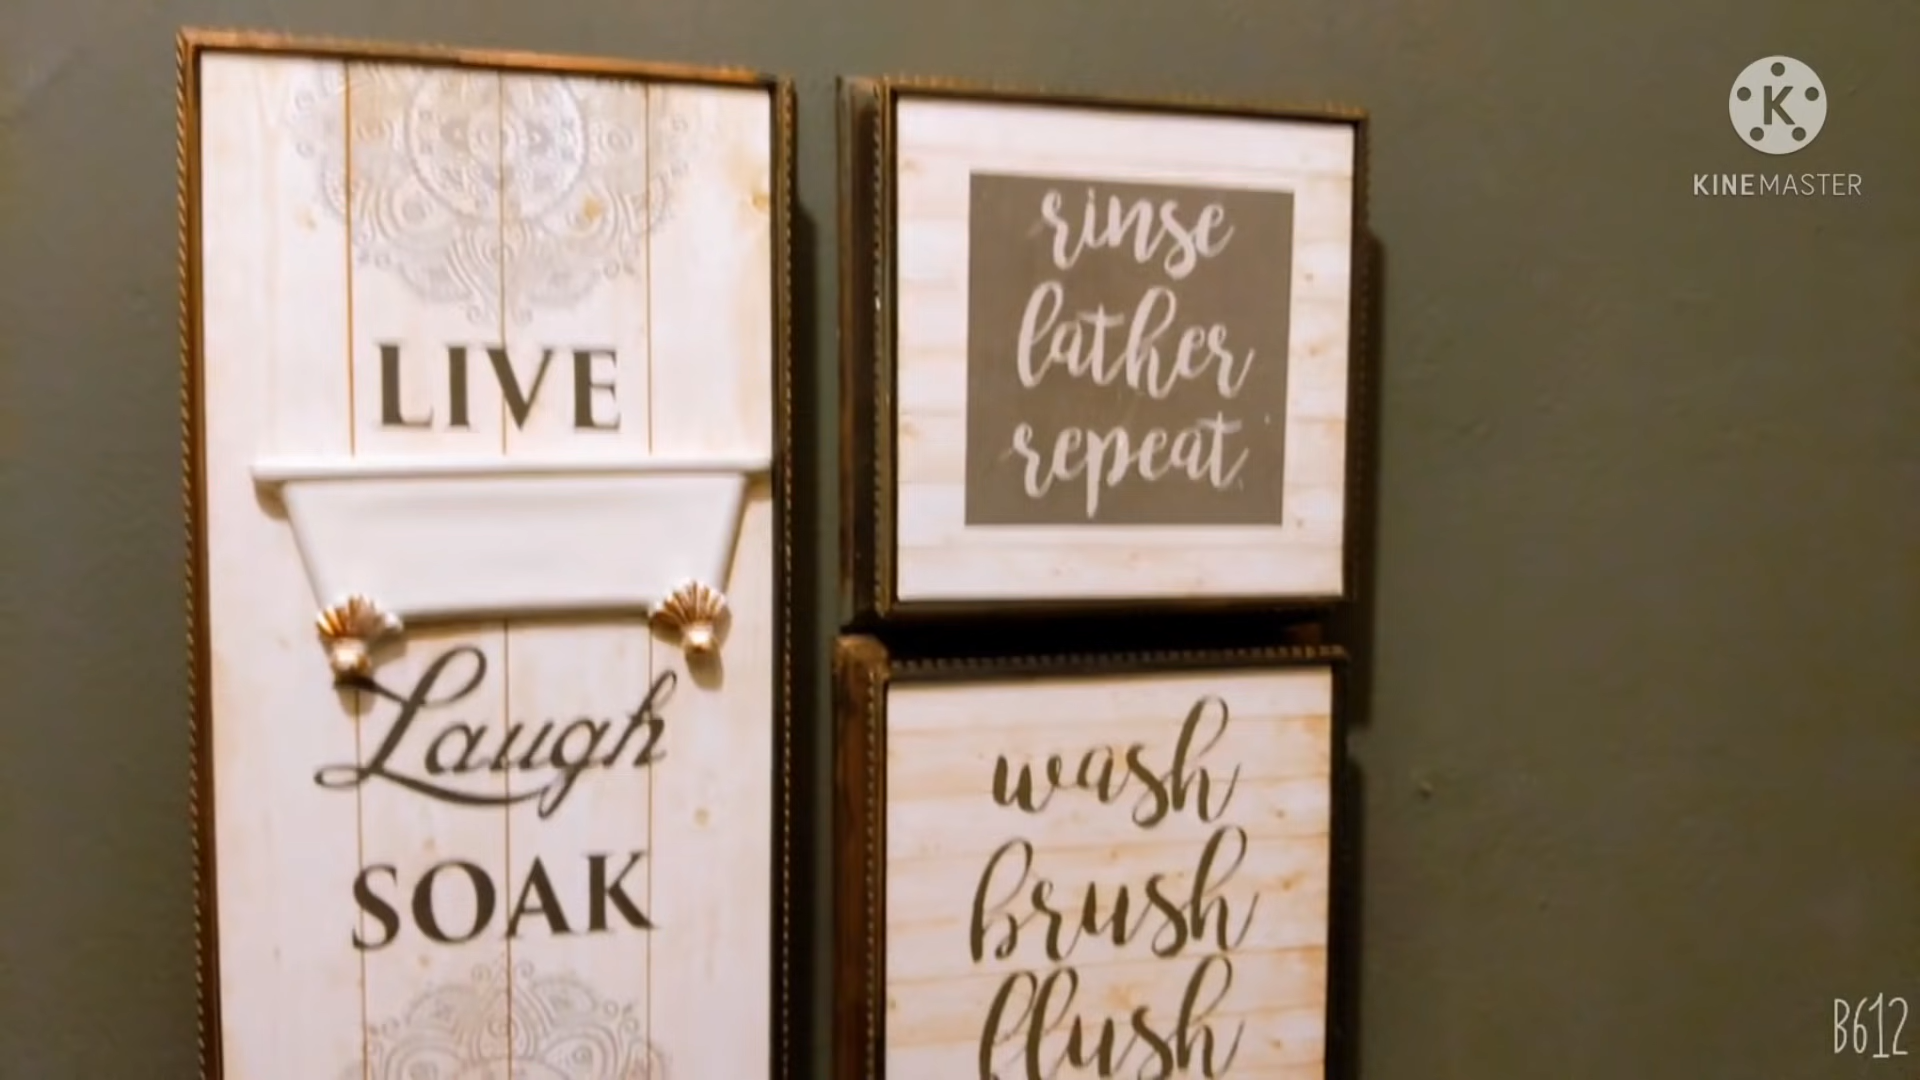 LIVE
Laugh
SOAK
rinse
lather
repeat
wash
brush
flush
K
KINEMASTER
B612